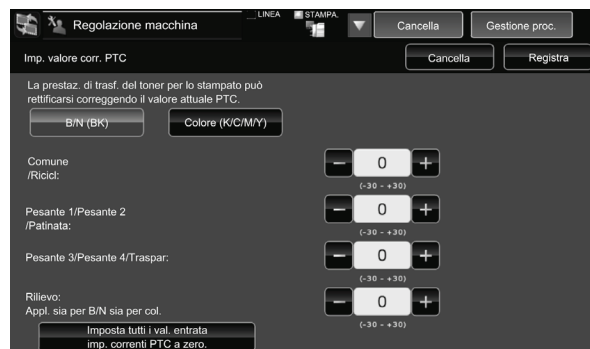 Regolazione macchina
LINEA
STAMPA.
Cancella
Gestione proc.
Imp. valore corr. PTC
Cancella
Registra
La prestaz. di trasf. del toner per lo stampato può
rettificarsi correggendo il valore attuale PTC.
B/N (BK)
Colore (K/C/M/Y)
Comune
/Ricicl:
− 0 +
(-30 - +30)
Pesante 1/Pesante 2
/Patinata:
− 0 +
(-30 - +30)
Pesante 3/Pesante 4/Traspar:
− 0 +
(-30 - +30)
Rilievo:
Appl. sia per B/N sia per col.
− 0 +
(-30 - +30)
Imposta tutti i val. entrata
imp. correnti PTC a zero.